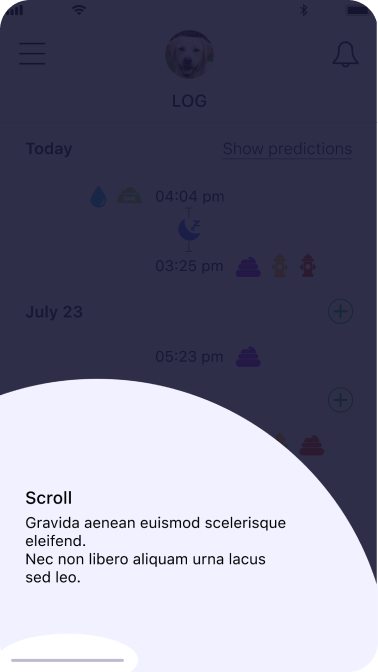 LOG
Today
Show predictions
04:04 pm
z
03:25 pm
July 23
05:23 pm
Scroll
Gravida aenean euismod scelerisque
eleifend.
Nec non libero aliquam urna lacus
sed leo.